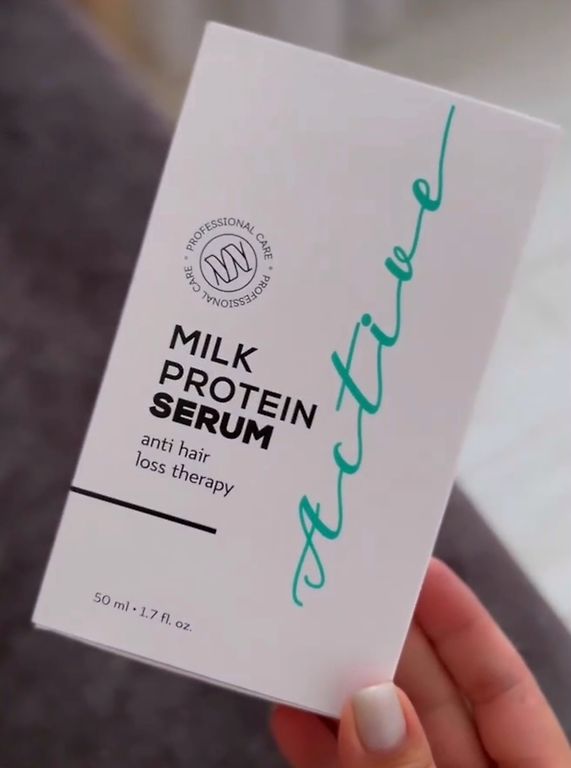 PROFESSIONAL CARE • PROFESSIONAL CARE •
MILK
PROTEIN
SERUM
anti hair
loss therapy
50 ml • 1.7 fl. oz.
Active